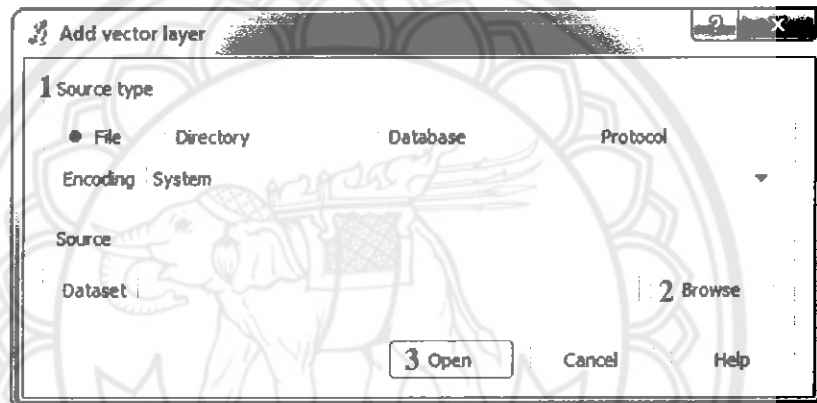 Add vector layer ? X
1 Source type
File Directory Database Protocol
Encoding System
Source
Dataset 2 Browse
3 Open Cancel Help